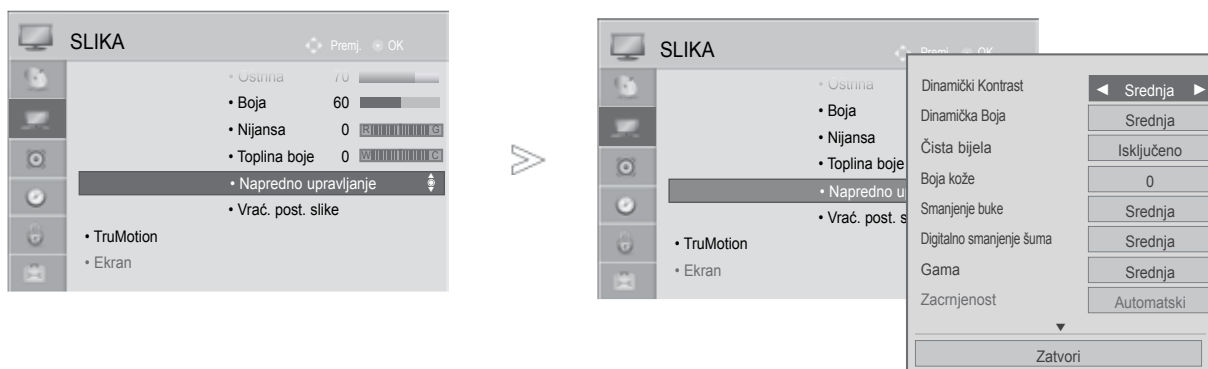 SLIKA
Premj. OK
• Oštrina 70
• Boja 60
• Nijansa 0 R G
• Toplina boje 0 W G
• Napredno upravljanje
• Vrać. post. slike
• TruMotion
• Ekran
SLIKA
Premj. OK
• Oštrina
• Boja
• Nijansa
• Toplina boje
• Napredno u
• Vrać. post. s
• TruMotion
• Ekran
Dinamički Kontrast ◄ Srednja ►
Dinamička Boja Srednja
Čista bijela Isključeno
Boja kože 0
Smanjenje buke Srednja
Digitalno smanjenje šuma Srednja
Gama Srednja
Zacrnjenost Automatski
▼
Zatvori